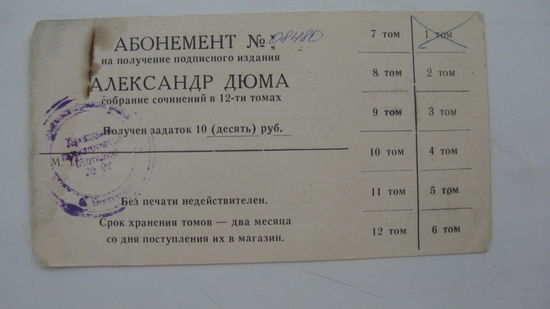 АБОНЕМЕНТ № 08480
на получение подписного издания
АЛЕКСАНДР ДЮМА
собрание сочинений в 12-ти томах
Получен задаток 10 (десять) руб.
М.
Без печати недействителен.
Срок хранения томов — два месяца
со дня поступления их в магазин.
7 том 1 том
8 том 2 том
9 том 3 том
10 том 4 том
11 том 5 том
12 том 6 том